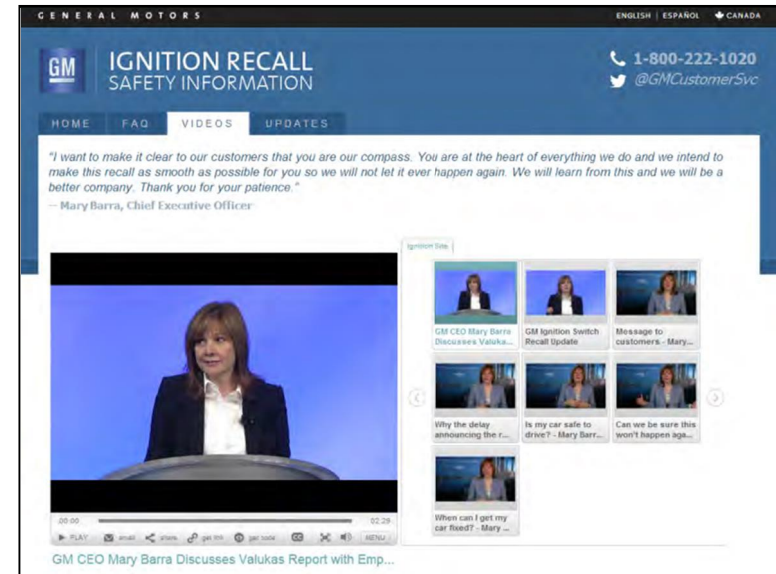 GENERAL MOTORS
ENGLISH | ESPAÑOL CANADA
GM
IGNITION RECALL
SAFETY INFORMATION
1-800-222-1020
@GMCustomerSvc
HOME FAQ VIDEOS UPDATES
"I want to make it clear to our customers that you are our compass. You are at the heart of everything we do and we intend to
make this recall as smooth as possible for you so we will not let it ever happen again. We will learn from this and we will be a
better company. Thank you for your patience."
– Mary Barra, Chief Executive Officer
Ignition Site
GM CEO Mary Barra
Discusses Valuka...
GM Ignition Switch
Recall Update
Message to
customers - Mary...
Why the delay
announcing the r...
Is my car safe to
drive? - Mary Barr...
Can we be sure this
won't happen aga...
When can I get my
car fixed? - Mary ...
00:00 02:29
PLAY email share get link get code CC MENU
GM CEO Mary Barra Discusses Valukas Report with Emp...